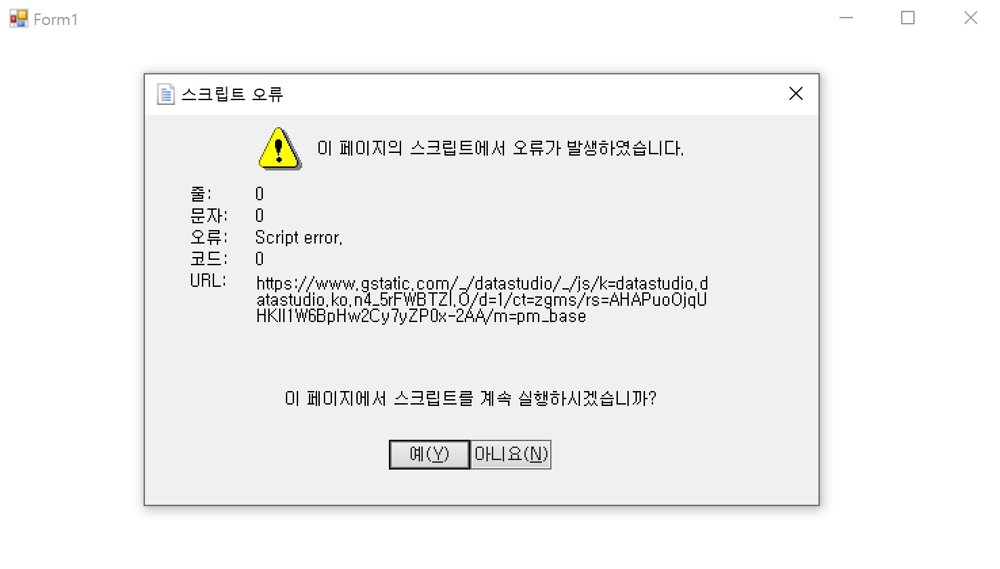 Form1
스크립트 오류
이 페이지의 스크립트에서 오류가 발생하였습니다.
줄: 0
문자: 0
오류: Script error.
코드: 0
URL: https://www.gstatic.com/_/datastudio/_/js/k=datastudio.d
atastudio.ko.n4_5rFWBTZI.O/d=1/ct=zgms/rs=AHAPuoOjqU
HKII1W6BpHw2Cy7yZP0x-2AA/m=pm_base
이 페이지에서 스크립트를 계속 실행하시겠습니까?
예(Y) 아니요(N)